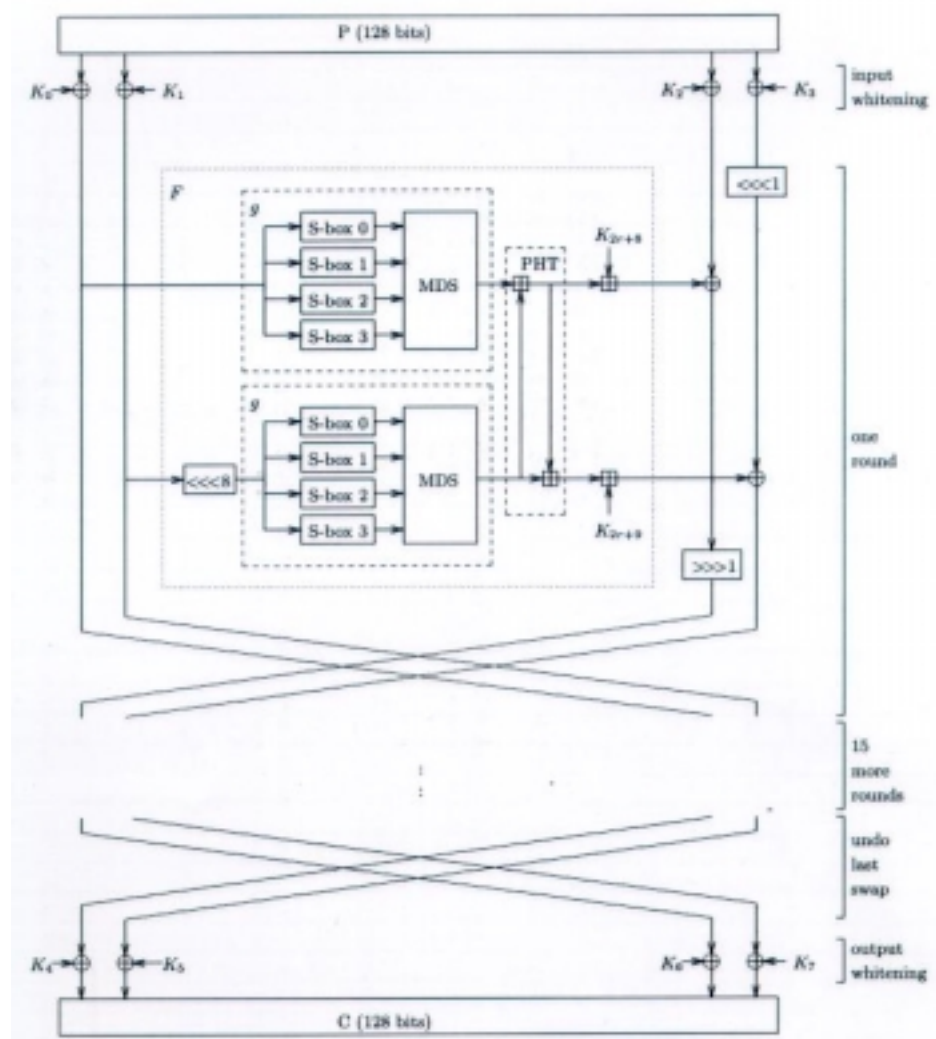 P (128 bits)
K₀
K₁
K₂
K₃
input
whitening
<<<1
F
g
S-box 0
S-box 1
S-box 2
S-box 3
MDS
PHT
K₂ᵣ₊₈
g
S-box 0
S-box 1
S-box 2
S-box 3
MDS
<<<8
K₂ᵣ₊₉
>>>1
one
round
15
more
rounds
undo
last
swap
K₄
K₅
K₆
K₇
output
whitening
C (128 bits)